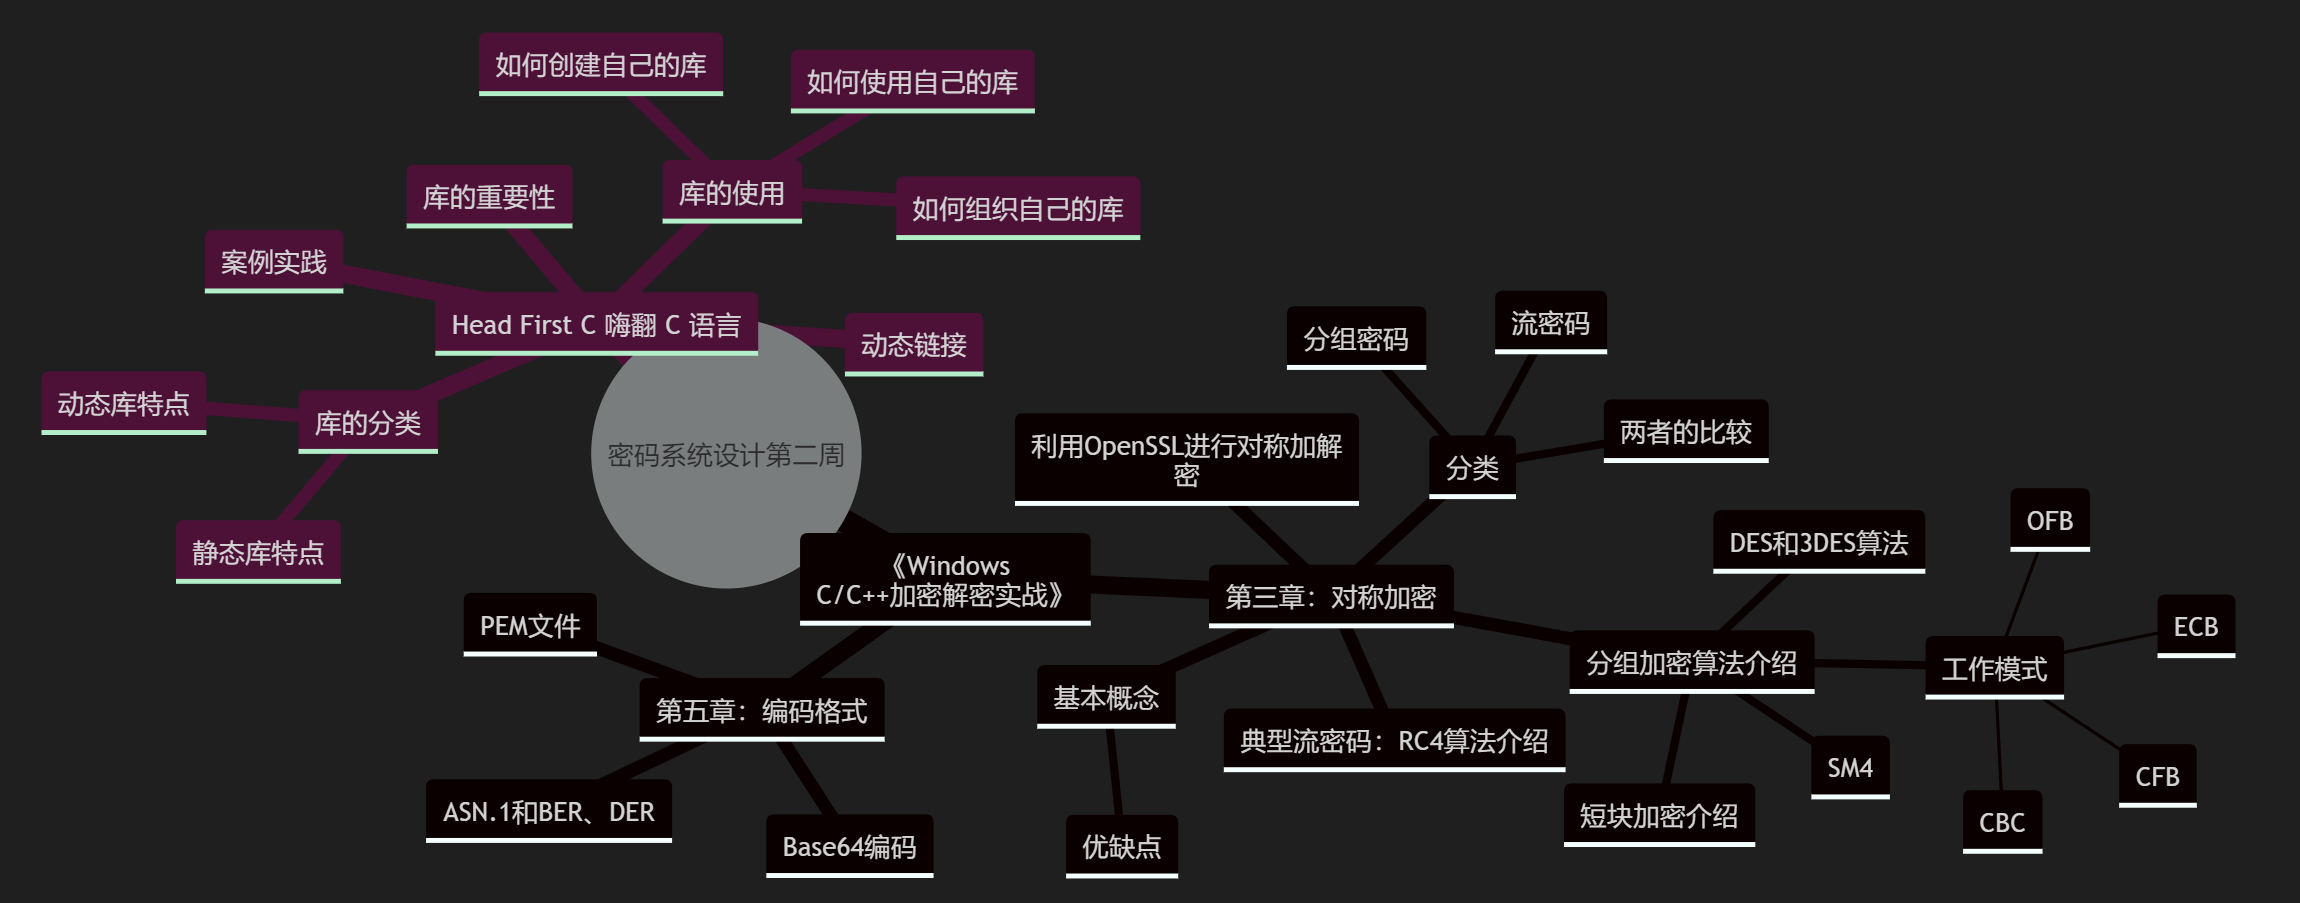 如何创建自己的库
如何使用自己的库
库的重要性
库的使用
如何组织自己的库
案例实践
Head First C 嗨翻 C 语言
动态链接
动态库特点
库的分类
静态库特点
密码系统设计第二周
分组密码
流密码
两者的比较
利用OpenSSL进行对称加解
密
分类
《Windows
C/C++加密解密实战》
第三章：对称加密
DES和3DES算法
OFB
ECB
分组加密算法介绍
工作模式
PEM文件
第五章：编码格式
基本概念
典型流密码：RC4算法介绍
SM4
CFB
ASN.1和BER、DER
Base64编码
优缺点
短块加密介绍
CBC